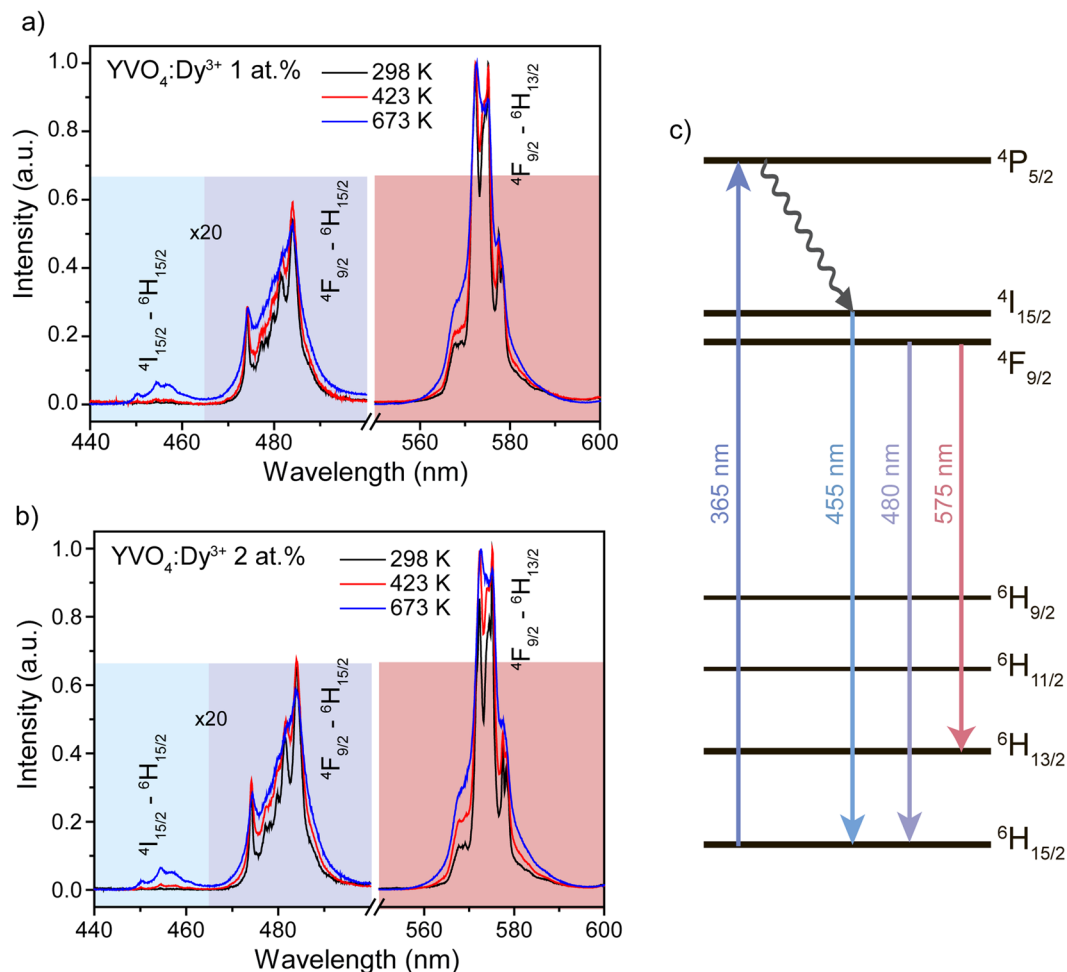 a)
YVO₄:Dy³⁺ 1 at.%
298 K
423 K
673 K
⁴F₉/₂ - ⁶H₁₃/₂
⁴F₉/₂ - ⁶H₁₅/₂
⁴I₁₅/₂ - ⁶H₁₅/₂
x20
Intensity (a.u.)
1.0
0.8
0.6
0.4
0.2
0.0
440 460 480 560 580 600
Wavelength (nm)
b)
YVO₄:Dy³⁺ 2 at.%
298 K
423 K
673 K
⁴F₉/₂ - ⁶H₁₃/₂
⁴F₉/₂ - ⁶H₁₅/₂
⁴I₁₅/₂ - ⁶H₁₅/₂
x20
Intensity (a.u.)
1.0
0.8
0.6
0.4
0.2
0.0
440 460 480 560 580 600
Wavelength (nm)
c)
⁴P₅/₂
⁴I₁₅/₂
⁴F₉/₂
365 nm
455 nm
480 nm
575 nm
⁶H₉/₂
⁶H₁₁/₂
⁶H₁₃/₂
⁶H₁₅/₂